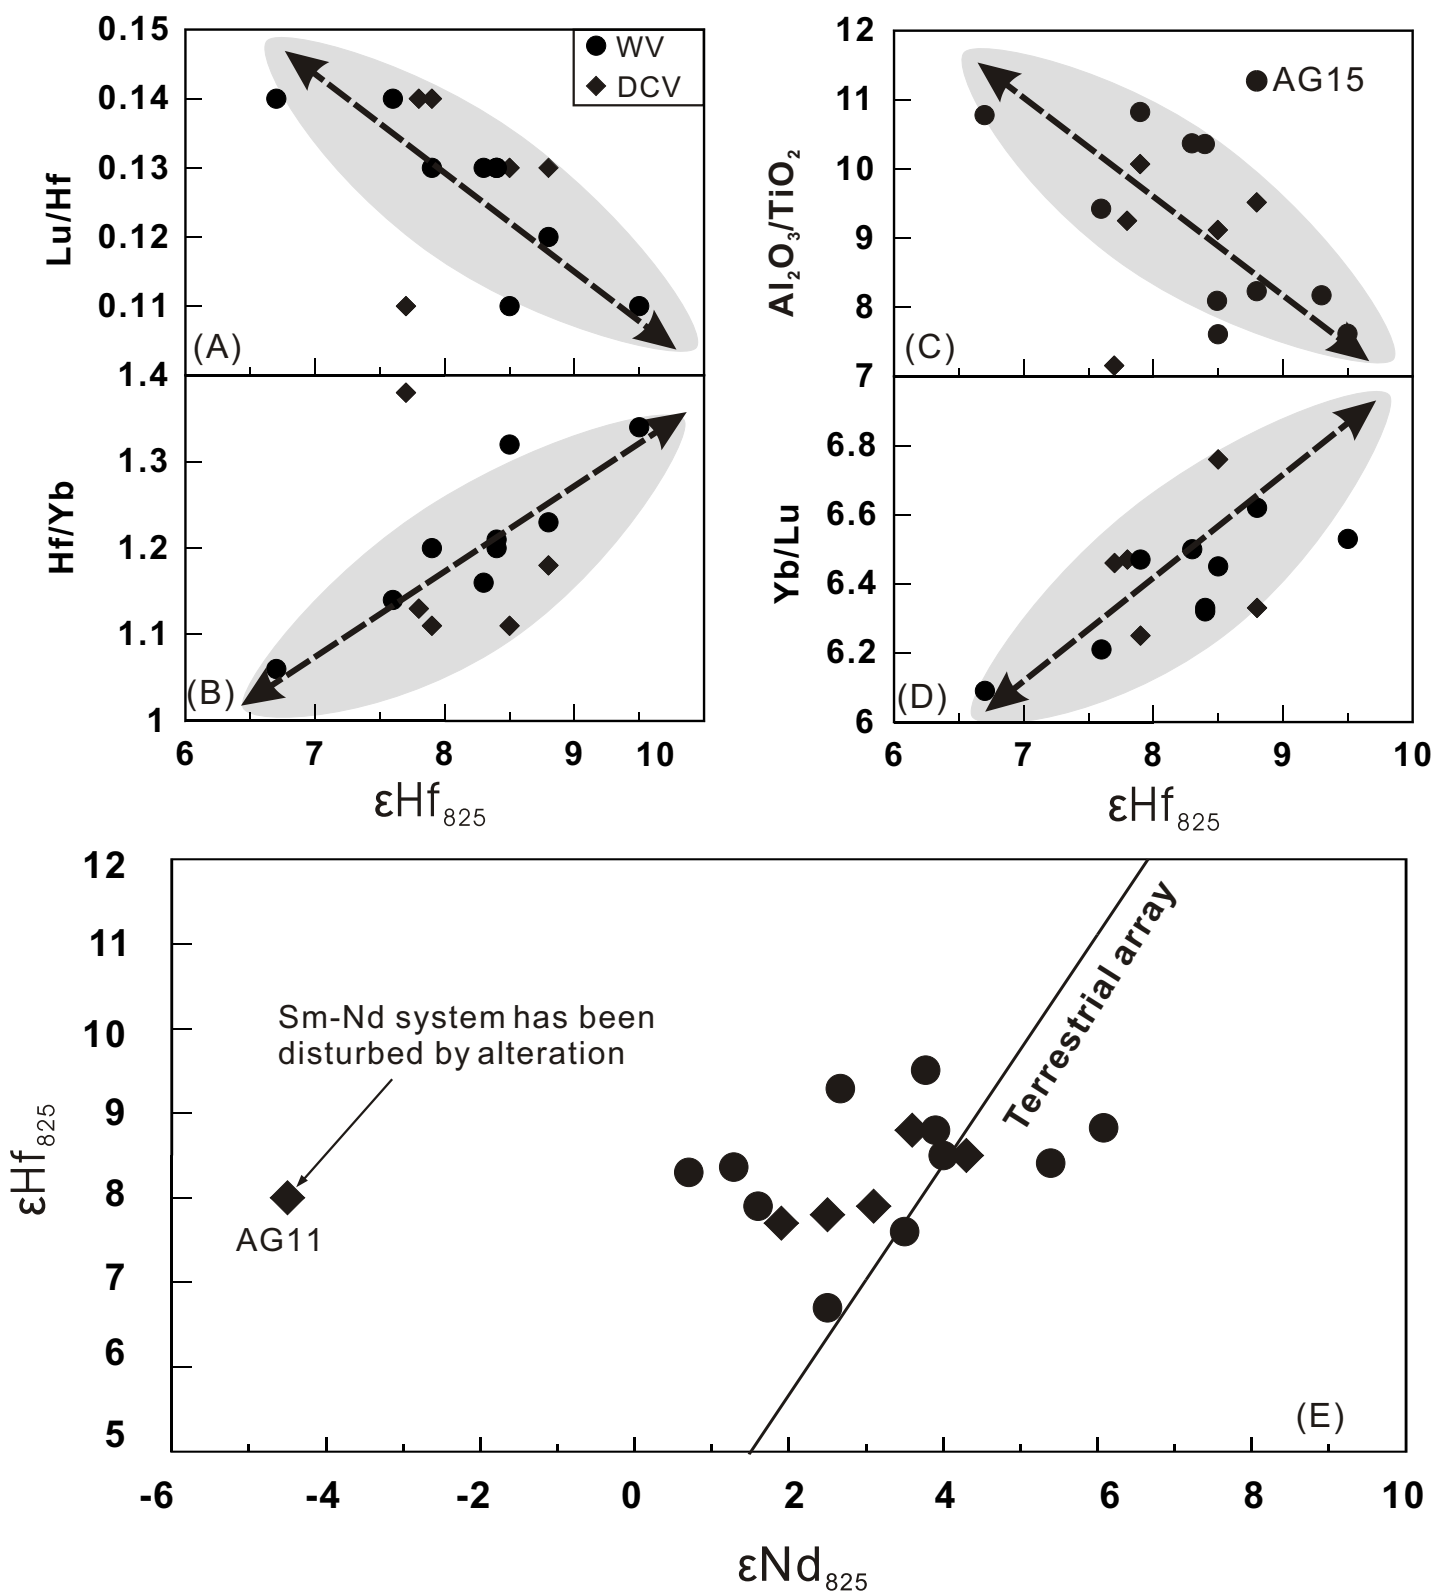 0.15
0.14
0.13
0.12
0.11
Lu/Hf
WV
DCV
(A)
12
11
10
9
8
7
Al2O3/TiO2
AG15
(C)
1.4
1.3
1.2
1.1
1
Hf/Yb
(B)
6 7 8 9 10
εHf825
6.8
6.6
6.4
6.2
6
Yb/Lu
(D)
6 7 8 9 10
εHf825
12
11
10
9
8
7
6
5
εHf825
Sm-Nd system has been
disturbed by alteration
AG11
Terrestrial array
(E)
-6 -4 -2 0 2 4 6 8 10
εNd825